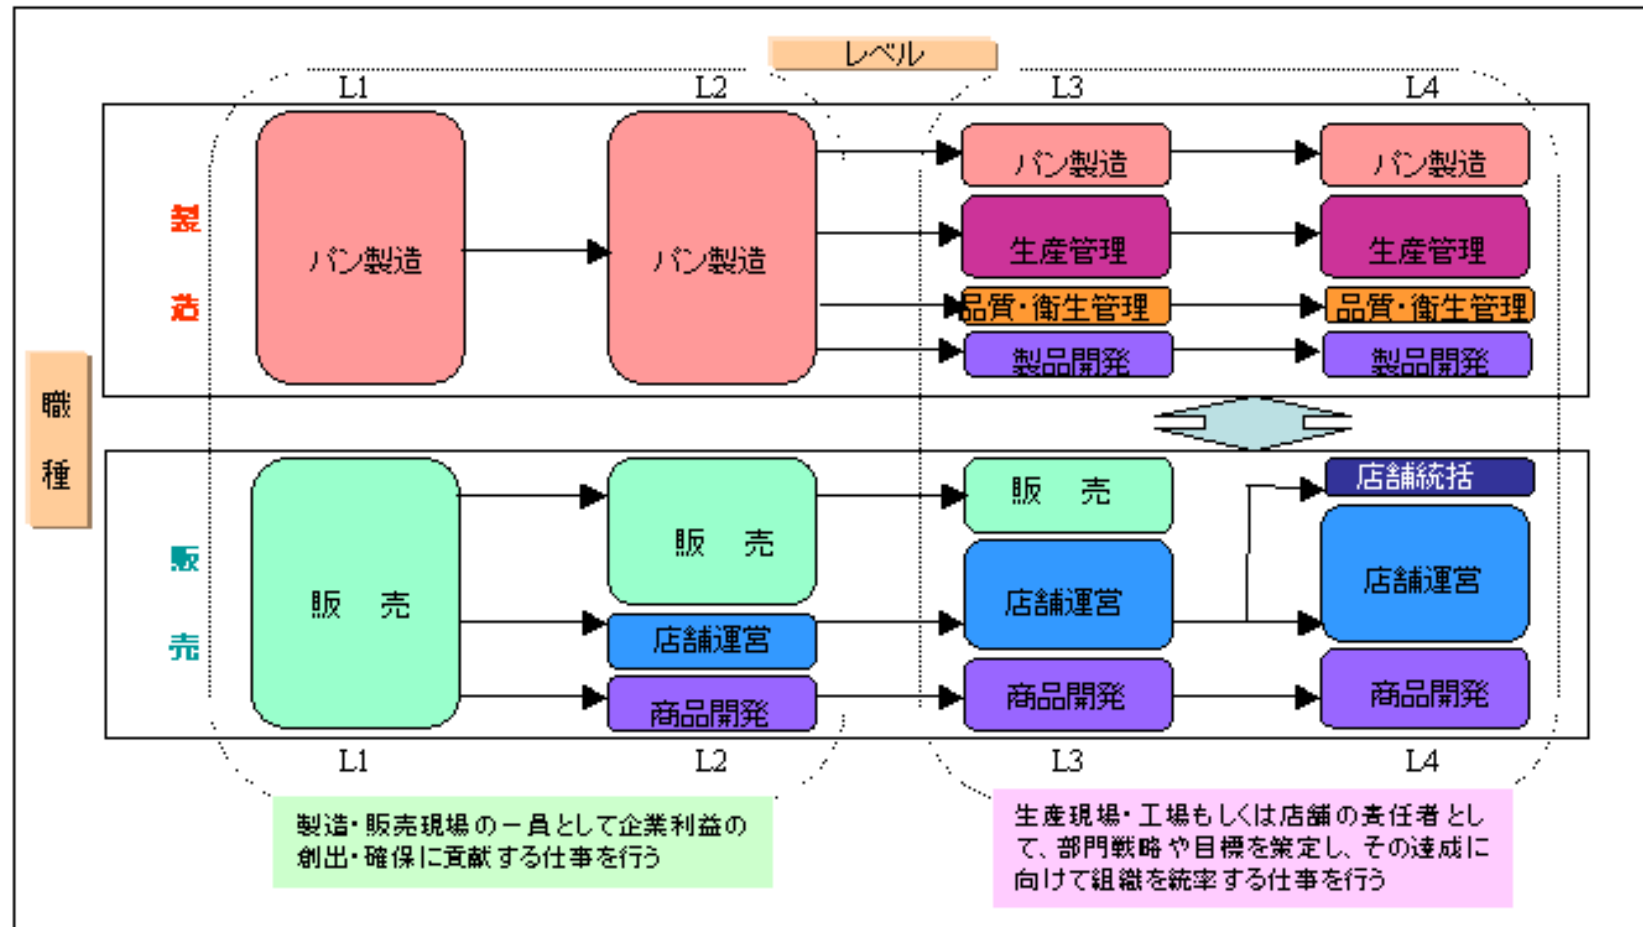 レベル
L1
L2
L3
L4
職種
製造
パン製造
パン製造
パン製造
パン製造
生産管理
生産管理
品質・衛生管理
品質・衛生管理
製品開発
製品開発
販売
販 売
販 売
店舗運営
商品開発
販 売
店舗運営
商品開発
店舗統括
店舗運営
商品開発
L1
L2
L3
L4
製造・販売現場の一員として企業利益の
創出・確保に貢献する仕事を行う
生産現場・工場もしくは店舗の責任者とし
て、部門戦略や目標を策定し、その達成に
向けて組織を統率する仕事を行う